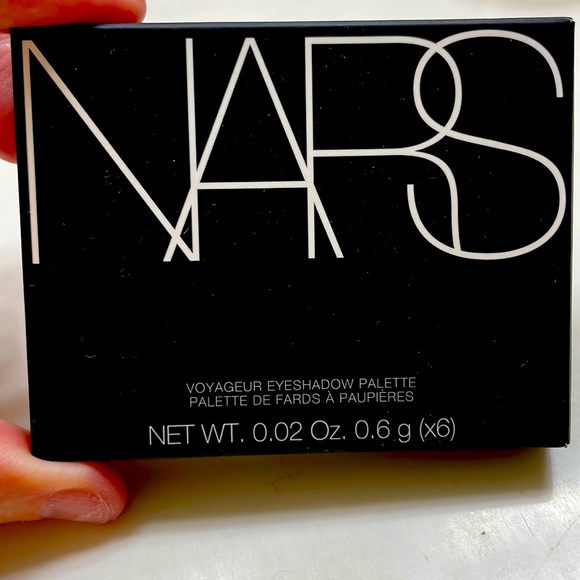 NARS
VOYAGEUR EYESHADOW PALETTE
PALETTE DE FARDS À PAUPIÈRES
NET WT. 0.02 Oz. 0.6 g (x6)